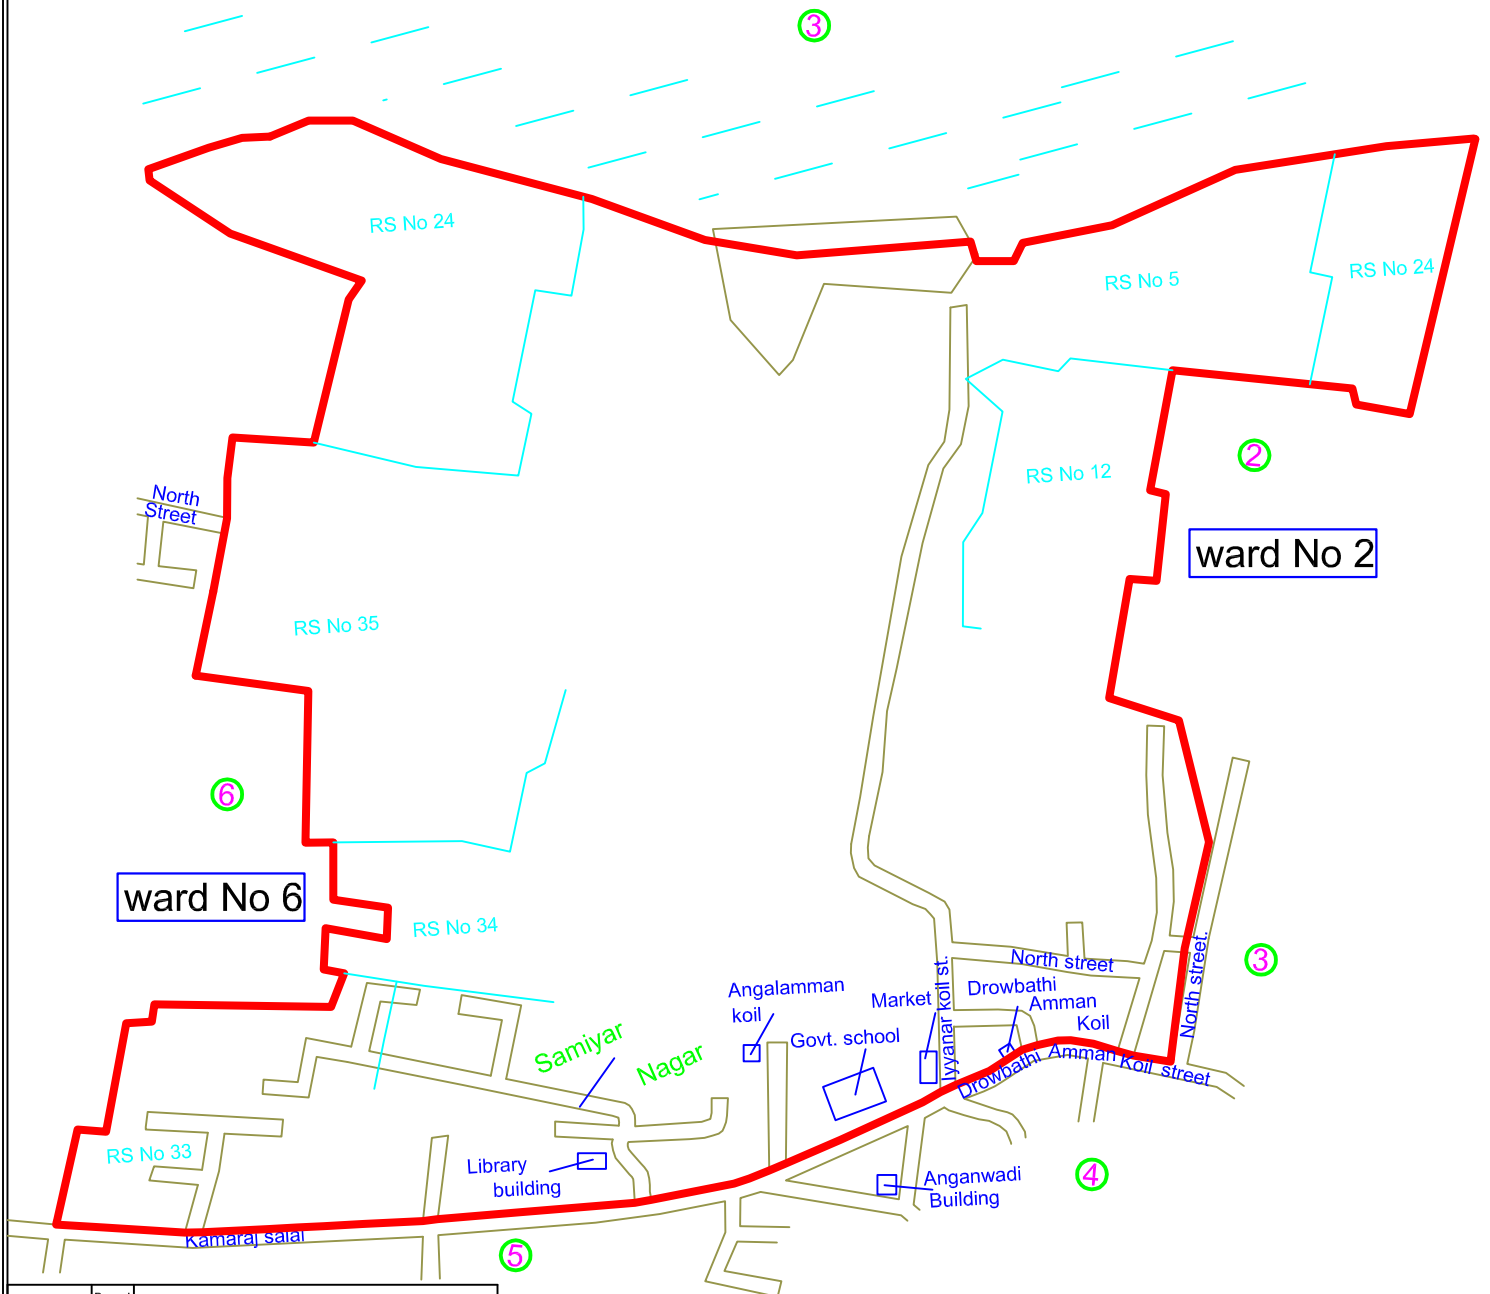 3
RS No 24
RS No 5
RS No 24
2
RS No 12
North
Street
ward No 2
RS No 35
6
ward No 6
RS No 34
3
North street
North street.
Iyyanar koil st.
Angalamman
koil
Market
Drowbathi
Amman
Koil
Govt. school
Samiyar
Nagar
Drowbathi Amman Koil street
RS No 33
Library
building
Anganwadi
Building
4
Kamaraj salai
5